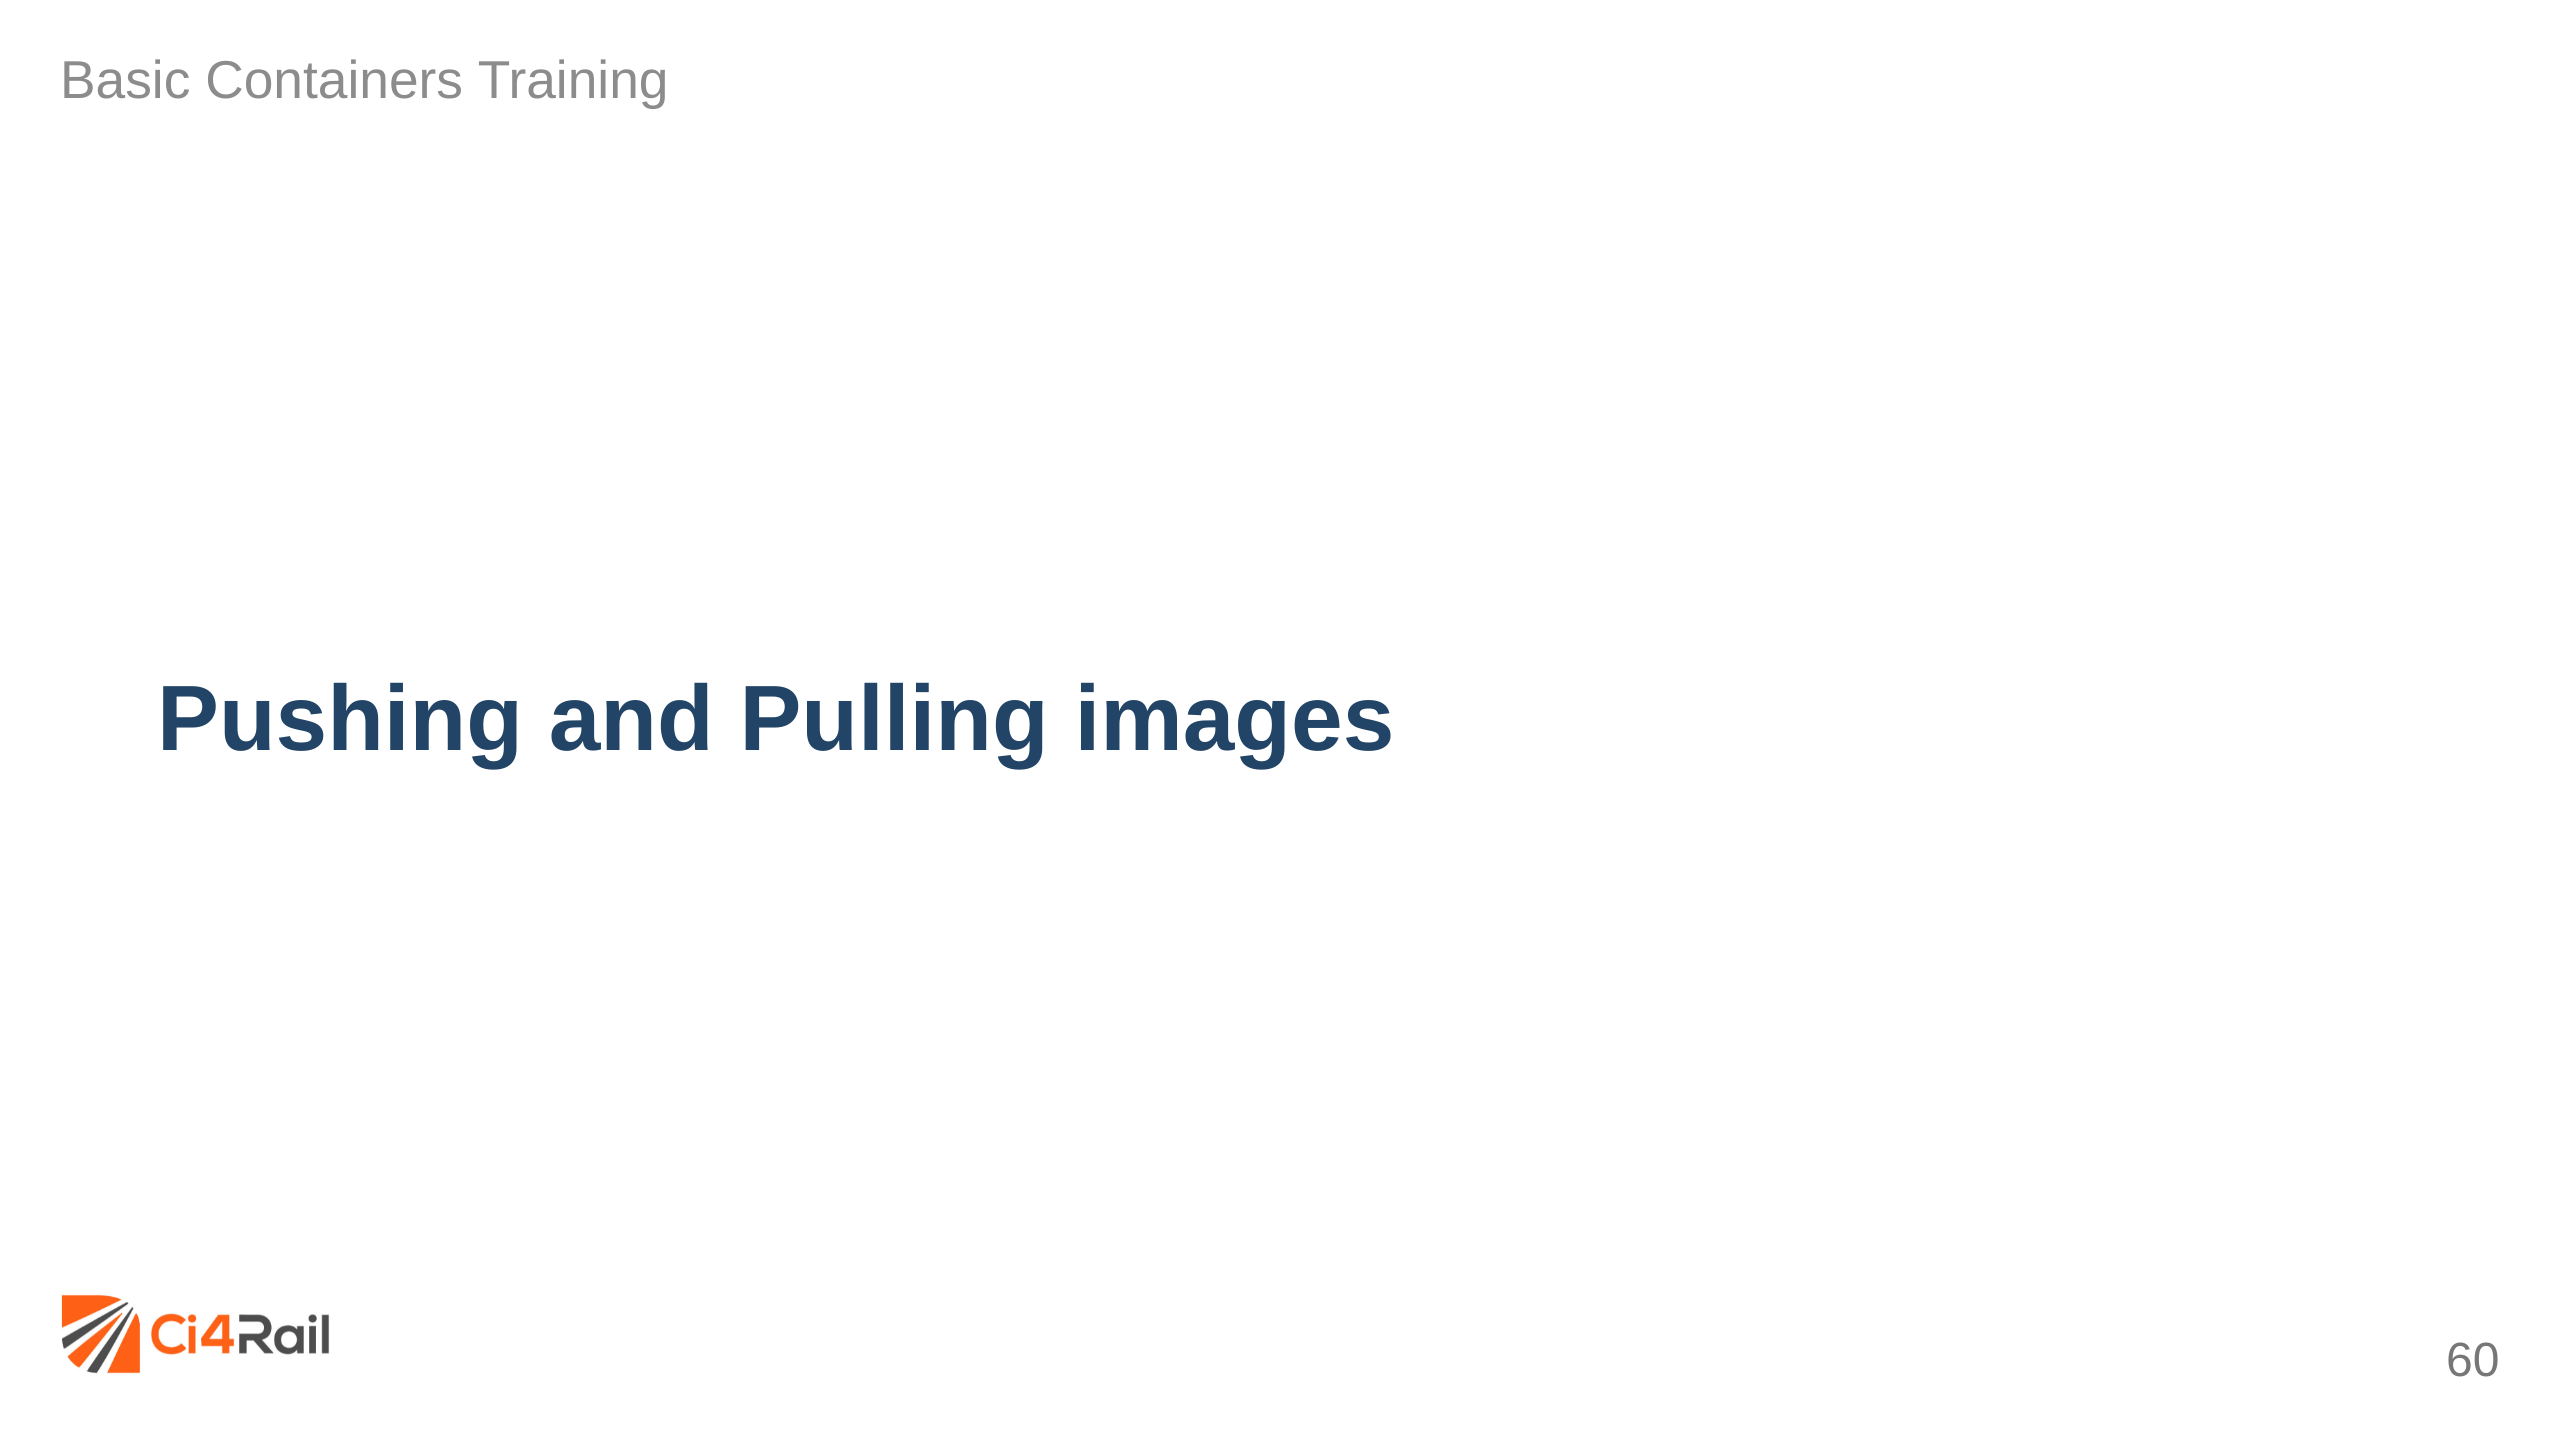 Basic Containers Training
Pushing and Pulling images
Ci4Rail
60